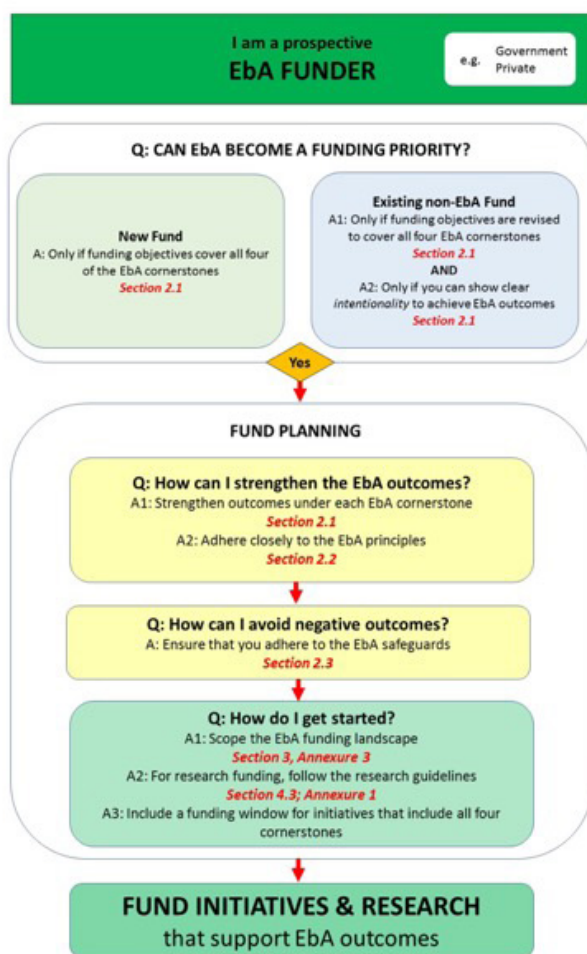 I am a prospective
EbA FUNDER
e.g.
Government
Private
Q: CAN EbA BECOME A FUNDING PRIORITY?
New Fund
A: Only if funding objectives cover all four
of the EbA cornerstones
Section 2.1
Existing non-EbA Fund
A1: Only if funding objectives are revised
to cover all four EbA cornerstones
Section 2.1
AND
A2: Only if you can show clear
intentionality to achieve EbA outcomes
Section 2.1
Yes
FUND PLANNING
Q: How can I strengthen the EbA outcomes?
A1: Strengthen outcomes under each EbA cornerstone
Section 2.1
A2: Adhere closely to the EbA principles
Section 2.2
Q: How can I avoid negative outcomes?
A: Ensure that you adhere to the EbA safeguards
Section 2.3
Q: How do I get started?
A1: Scope the EbA funding landscape
Section 3, Annexure 3
A2: For research funding, follow the research guidelines
Section 4.3; Annexure 1
A3: Include a funding window for initiatives that include all four
cornerstones
FUND INITIATIVES & RESEARCH
that support EbA outcomes